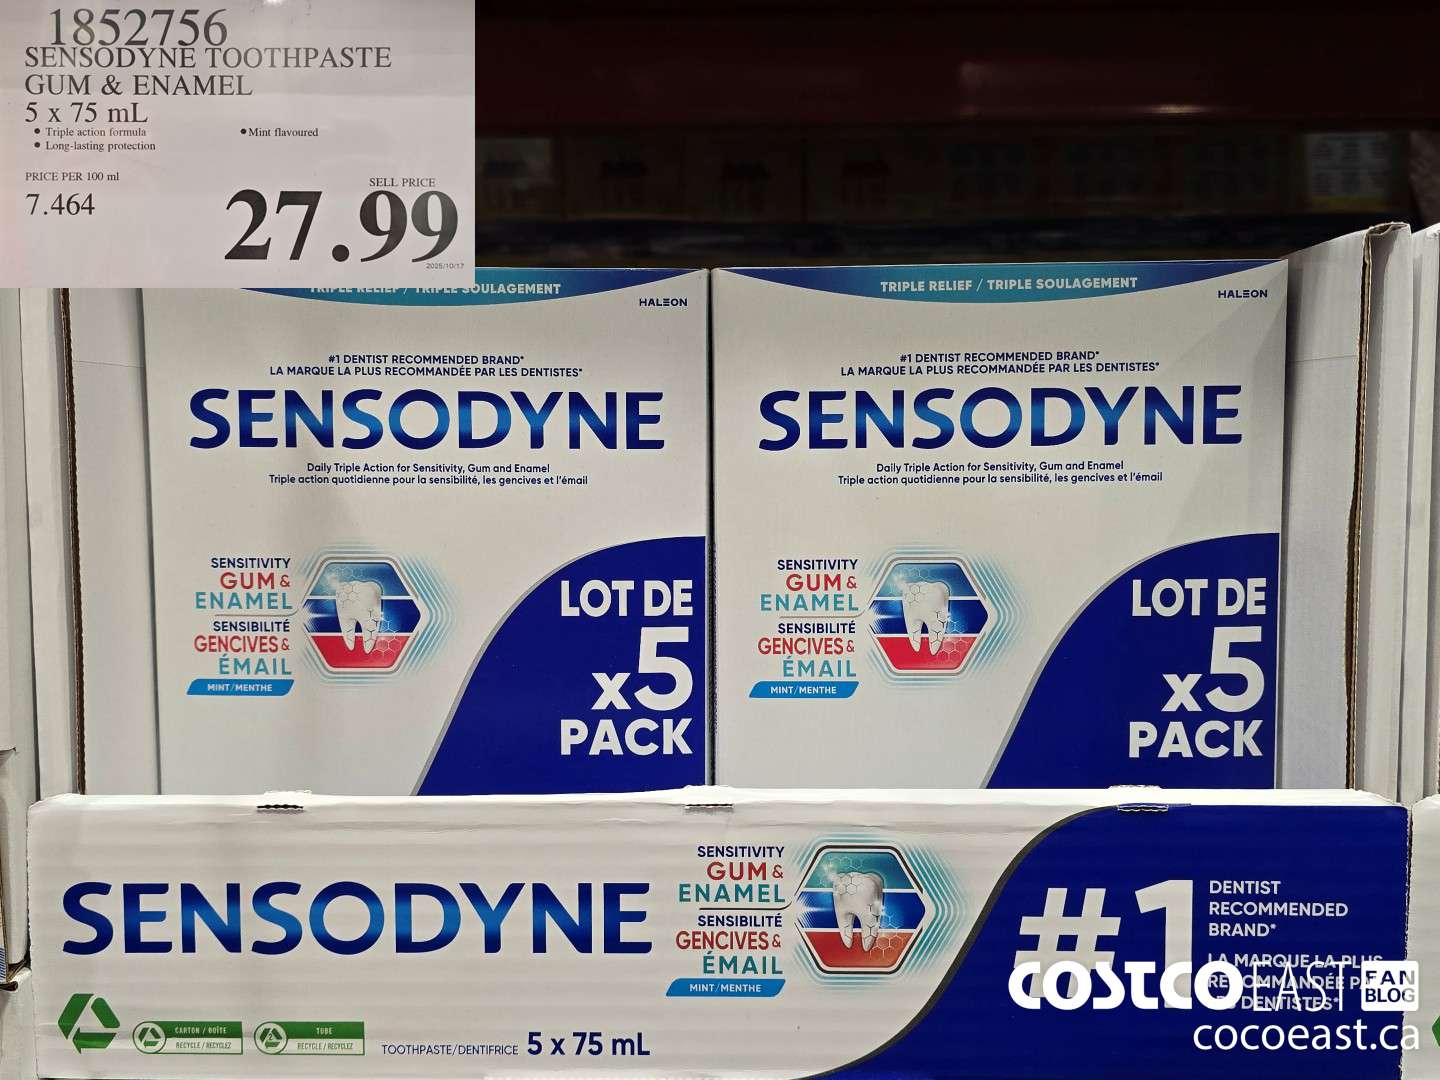 1852756
SENSODYNE TOOTHPASTE
GUM & ENAMEL
5 x 75 mL
• Triple action formula
• Mint flavoured
• Long-lasting protection
PRICE PER 100 ml
7.464
SELL PRICE
27.99
2025/10/17
TRIPLE RELIEF / TRIPLE SOULAGEMENT
HALEON
#1 DENTIST RECOMMENDED BRAND*
LA MARQUE LA PLUS RECOMMANDÉE PAR LES DENTISTES*
SENSODYNE
Daily Triple Action for Sensitivity, Gum and Enamel
Triple action quotidienne pour la sensibilité, les gencives et l'émail
SENSITIVITY
GUM &
ENAMEL
SENSIBILITÉ
GENCIVES &
ÉMAIL
MINT/MENTHE
LOT DE
x5
PACK
TRIPLE RELIEF / TRIPLE SOULAGEMENT
HALEON
#1 DENTIST RECOMMENDED BRAND*
LA MARQUE LA PLUS RECOMMANDÉE PAR LES DENTISTES*
SENSODYNE
Daily Triple Action for Sensitivity, Gum and Enamel
Triple action quotidienne pour la sensibilité, les gencives et l'émail
SENSITIVITY
GUM &
ENAMEL
SENSIBILITÉ
GENCIVES &
ÉMAIL
MINT/MENTHE
LOT DE
x5
PACK
SENSODYNE
SENSITIVITY
GUM &
ENAMEL
SENSIBILITÉ
GENCIVES &
ÉMAIL
MINT/MENTHE
#1
DENTIST
RECOMMENDED
BRAND*
LA MARQUE LA PLUS
RECOMMANDÉE PA
DENTISTES*
CARTON / BOÎTE
RECYCLE / RECYCLEZ
TUBE
RECYCLE / RECYCLEZ
TOOTHPASTE/DENTIFRICE 5 x 75 mL
COSTCO EAST FAN BLOG
cocoeast.ca